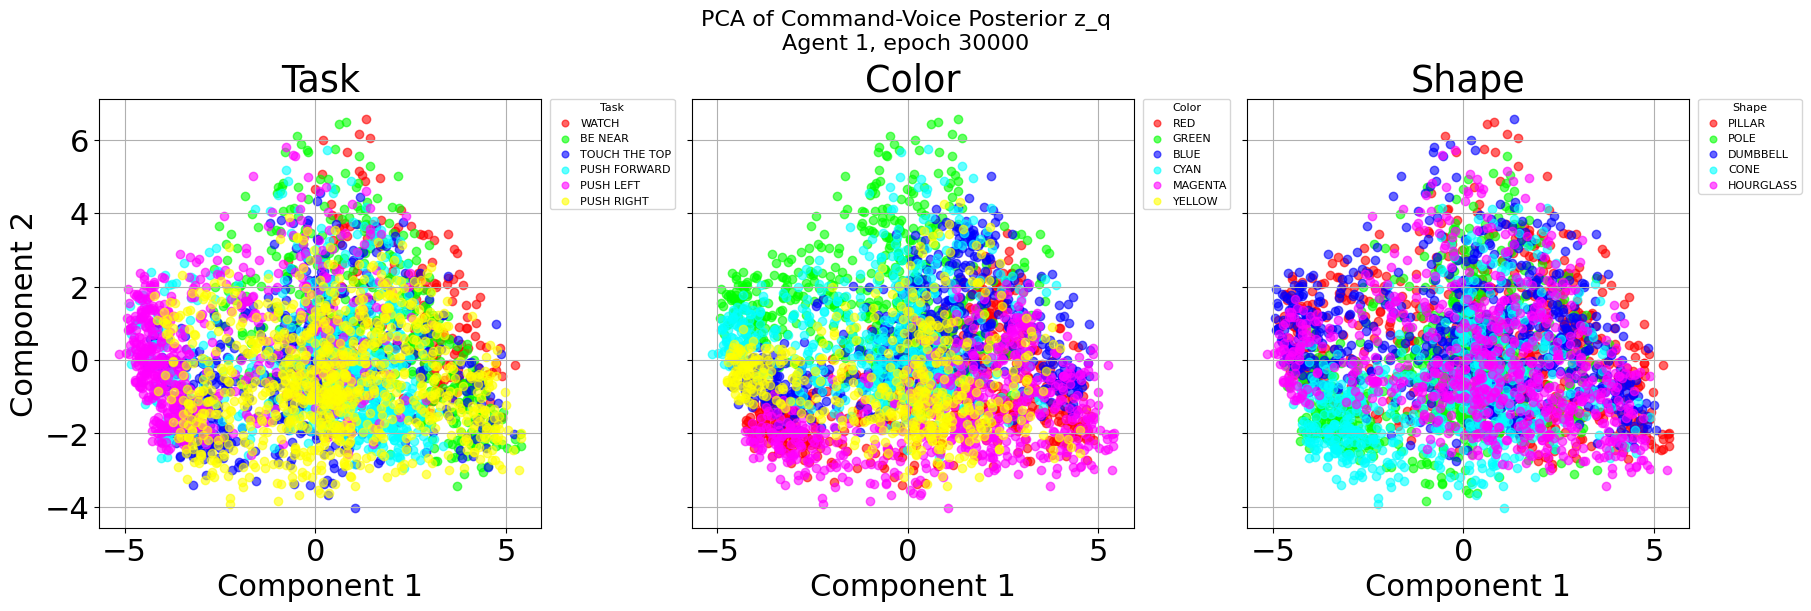 PCA of Command-Voice Posterior z_q
Agent 1, epoch 30000
Task
Component 2
6
4
2
0
−2
−4
−5
0
5
Component 1
Task
WATCH
BE NEAR
TOUCH THE TOP
PUSH FORWARD
PUSH LEFT
PUSH RIGHT
Color
−5
0
5
Component 1
Color
RED
GREEN
BLUE
CYAN
MAGENTA
YELLOW
Shape
−5
0
5
Component 1
Shape
PILLAR
POLE
DUMBBELL
CONE
HOURGLASS